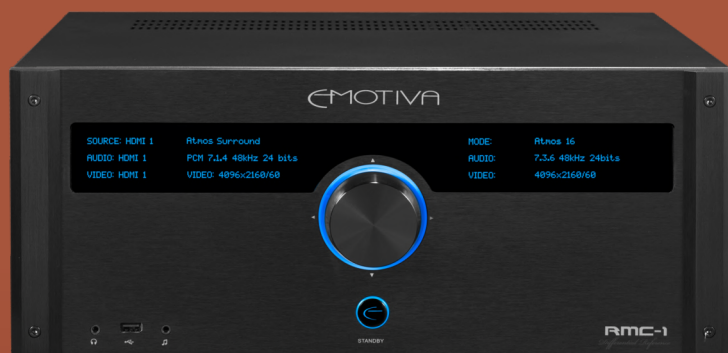 EMOTIVA
SOURCE: HDMI 1 Atmos Surround MODE: Atmos 16
AUDIO: HDMI 1 PCM 7.1.4 48kHz 24 bits AUDIO: 7.3.6 48kHz 24bits
VIDEO: HDMI 1 VIDEO: 4096x2160/60 VIDEO: 4096x2160/60
STANDBY
RMC-1